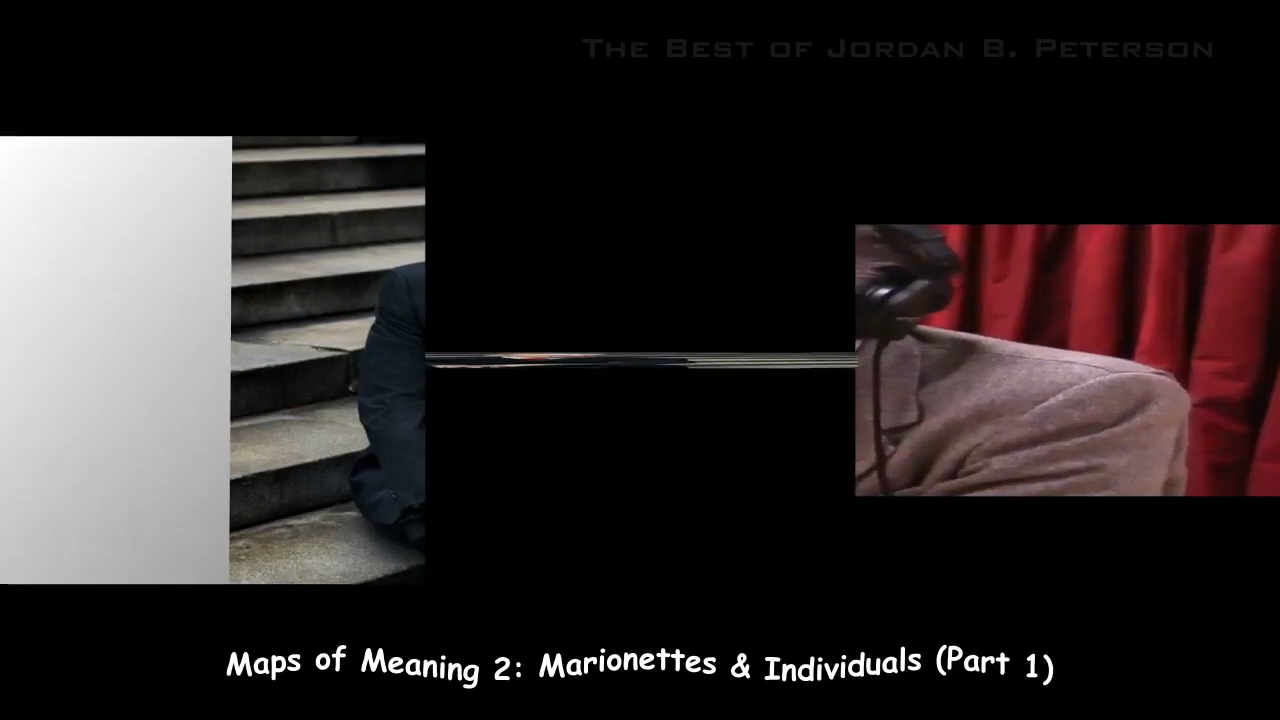 The Best of Jordan B. Peterson
Maps of Meaning 2: Marionettes & Individuals (Part 1)